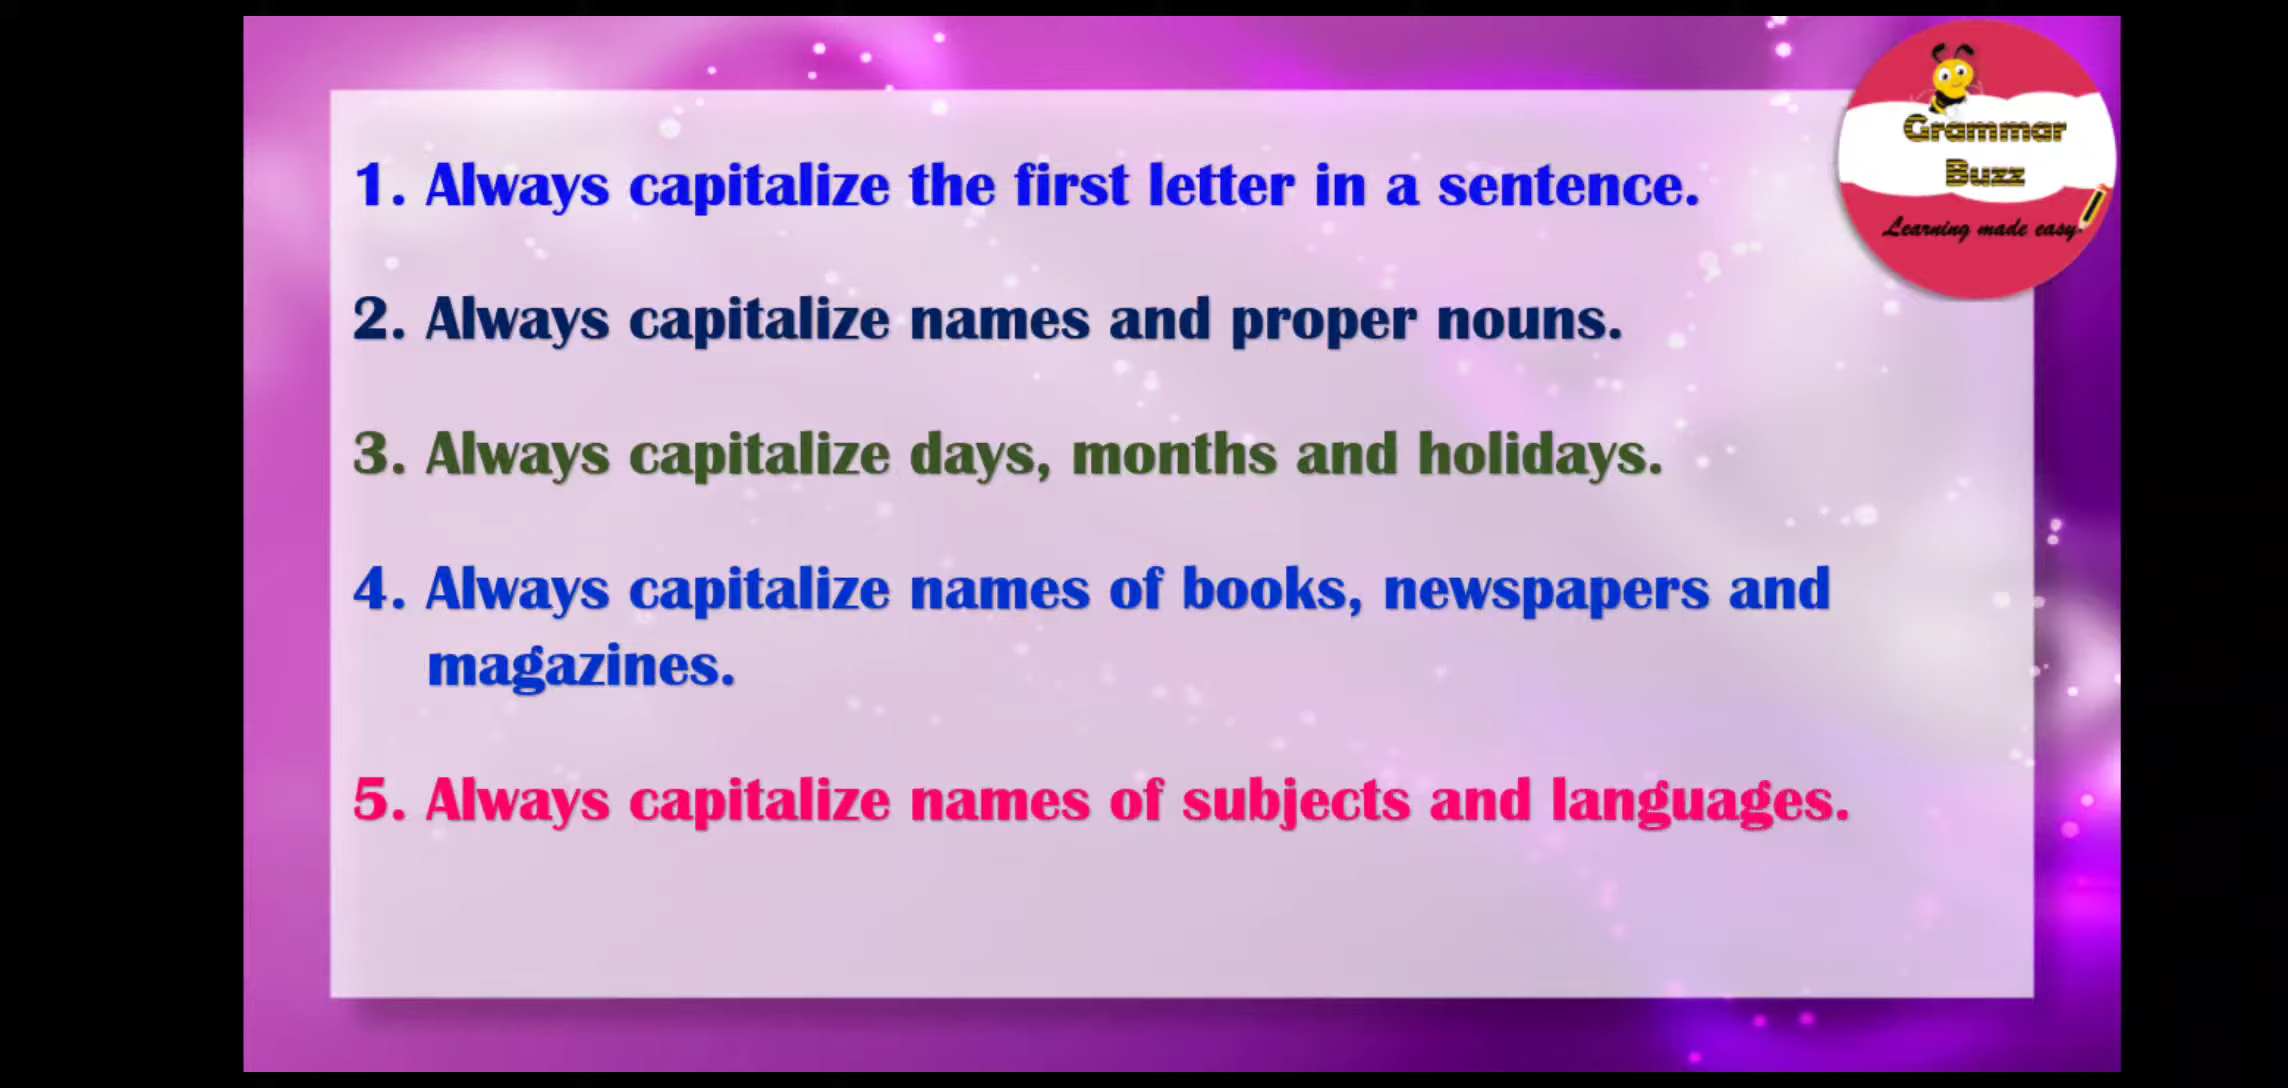 1. Always capitalize the first letter in a sentence.
2. Always capitalize names and proper nouns.
3. Always capitalize days, months and holidays.
4. Always capitalize names of books, newspapers and
magazines.
5. Always capitalize names of subjects and languages.
Grammar
Buzz
Learning made easy